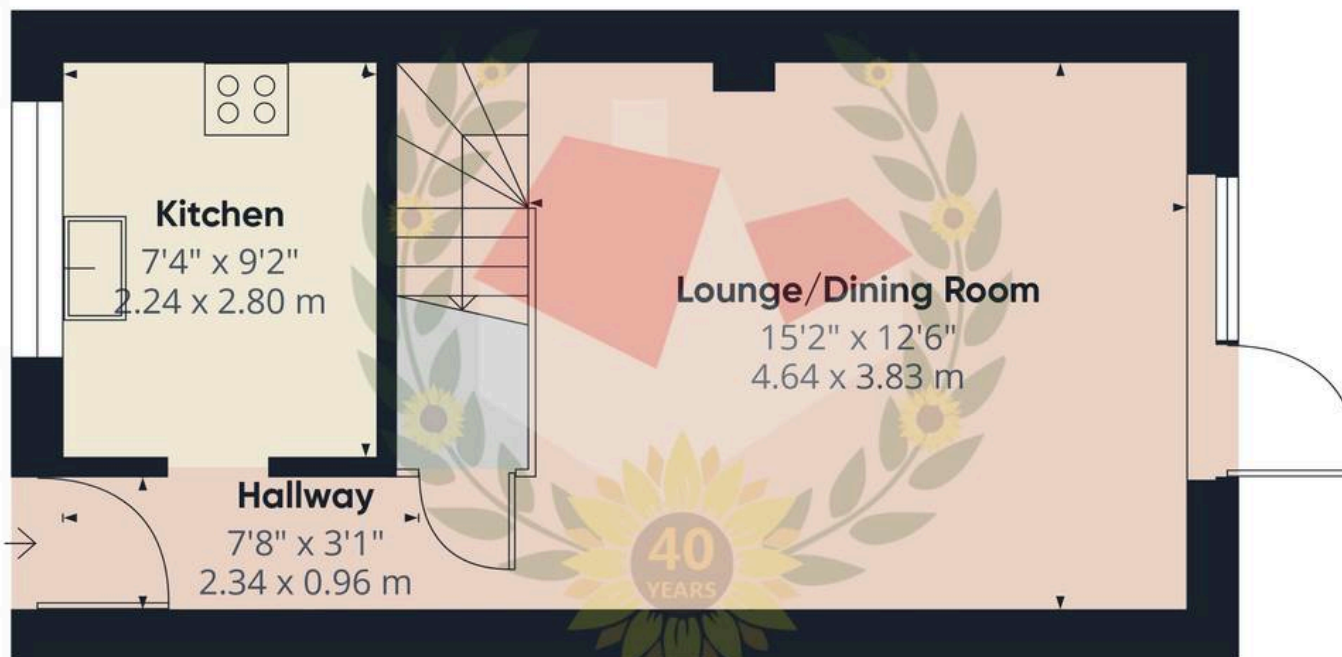 Kitchen
7'4" x 9'2"
2.24 x 2.80 m
Lounge/Dining Room
15'2" x 12'6"
4.64 x 3.83 m
Hallway
7'8" x 3'1"
2.34 x 0.96 m
40
YEARS